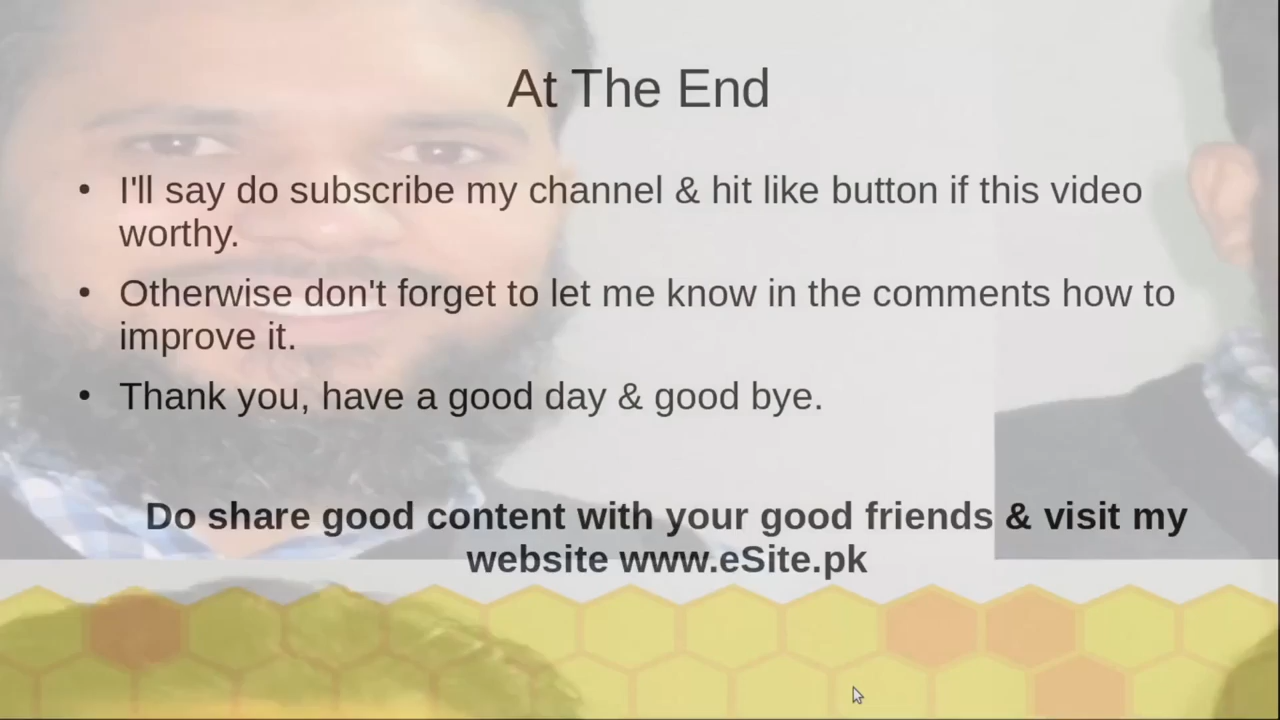 At The End
• I'll say do subscribe my channel & hit like button if this video
worthy.
• Otherwise don't forget to let me know in the comments how to
improve it.
• Thank you, have a good day & good bye.
Do share good content with your good friends & visit my
website www.eSite.pk